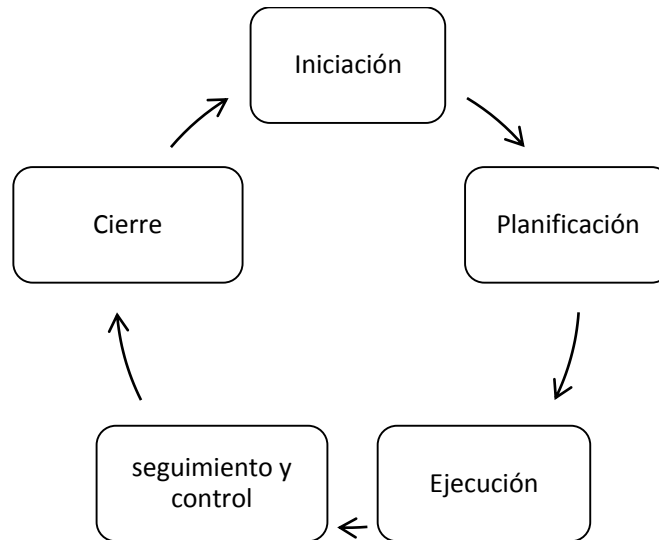 Iniciación
Planificación
Ejecución
seguimiento y
control
Cierre